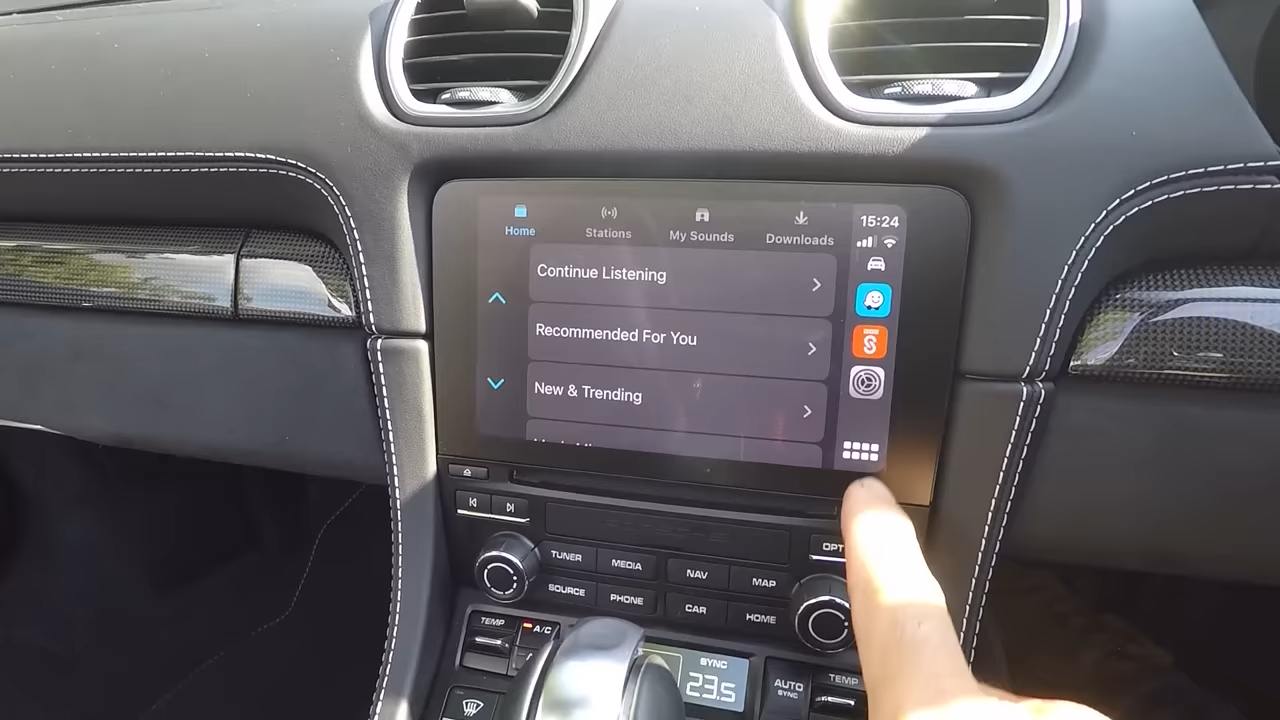 Home
Stations
My Sounds
Downloads
15:24
Continue Listening
Recommended For You
New & Trending
TUNER
MEDIA
NAV
MAP
SOURCE
PHONE
CAR
HOME
TEMP
A/C
SYNC
23.5
AUTO
SYNC
TEMP